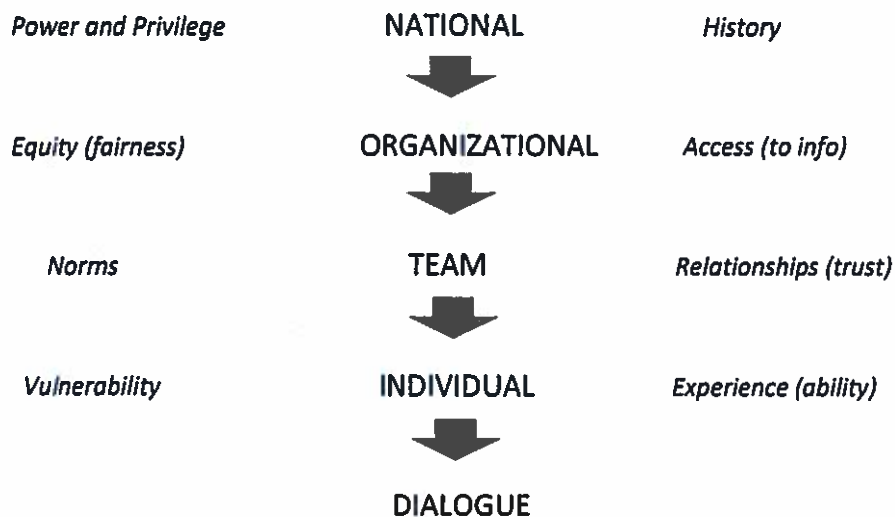 Power and Privilege NATIONAL History
Equity (fairness) ORGANIZATIONAL Access (to info)
Norms TEAM Relationships (trust)
Vulnerability INDIVIDUAL Experience (ability)
DIALOGUE